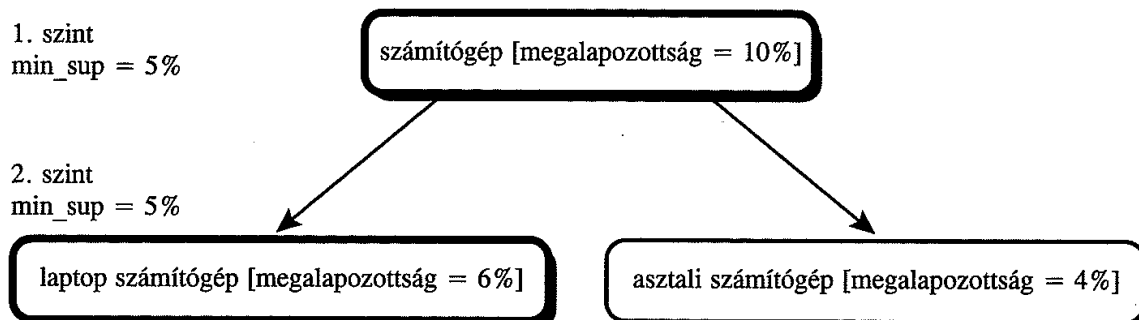 1. szint
min_sup = 5%
számítógép [megalapozottság = 10%]
2. szint
min_sup = 5%
laptop számítógép [megalapozottság = 6%]
asztali számítógép [megalapozottság = 4%]